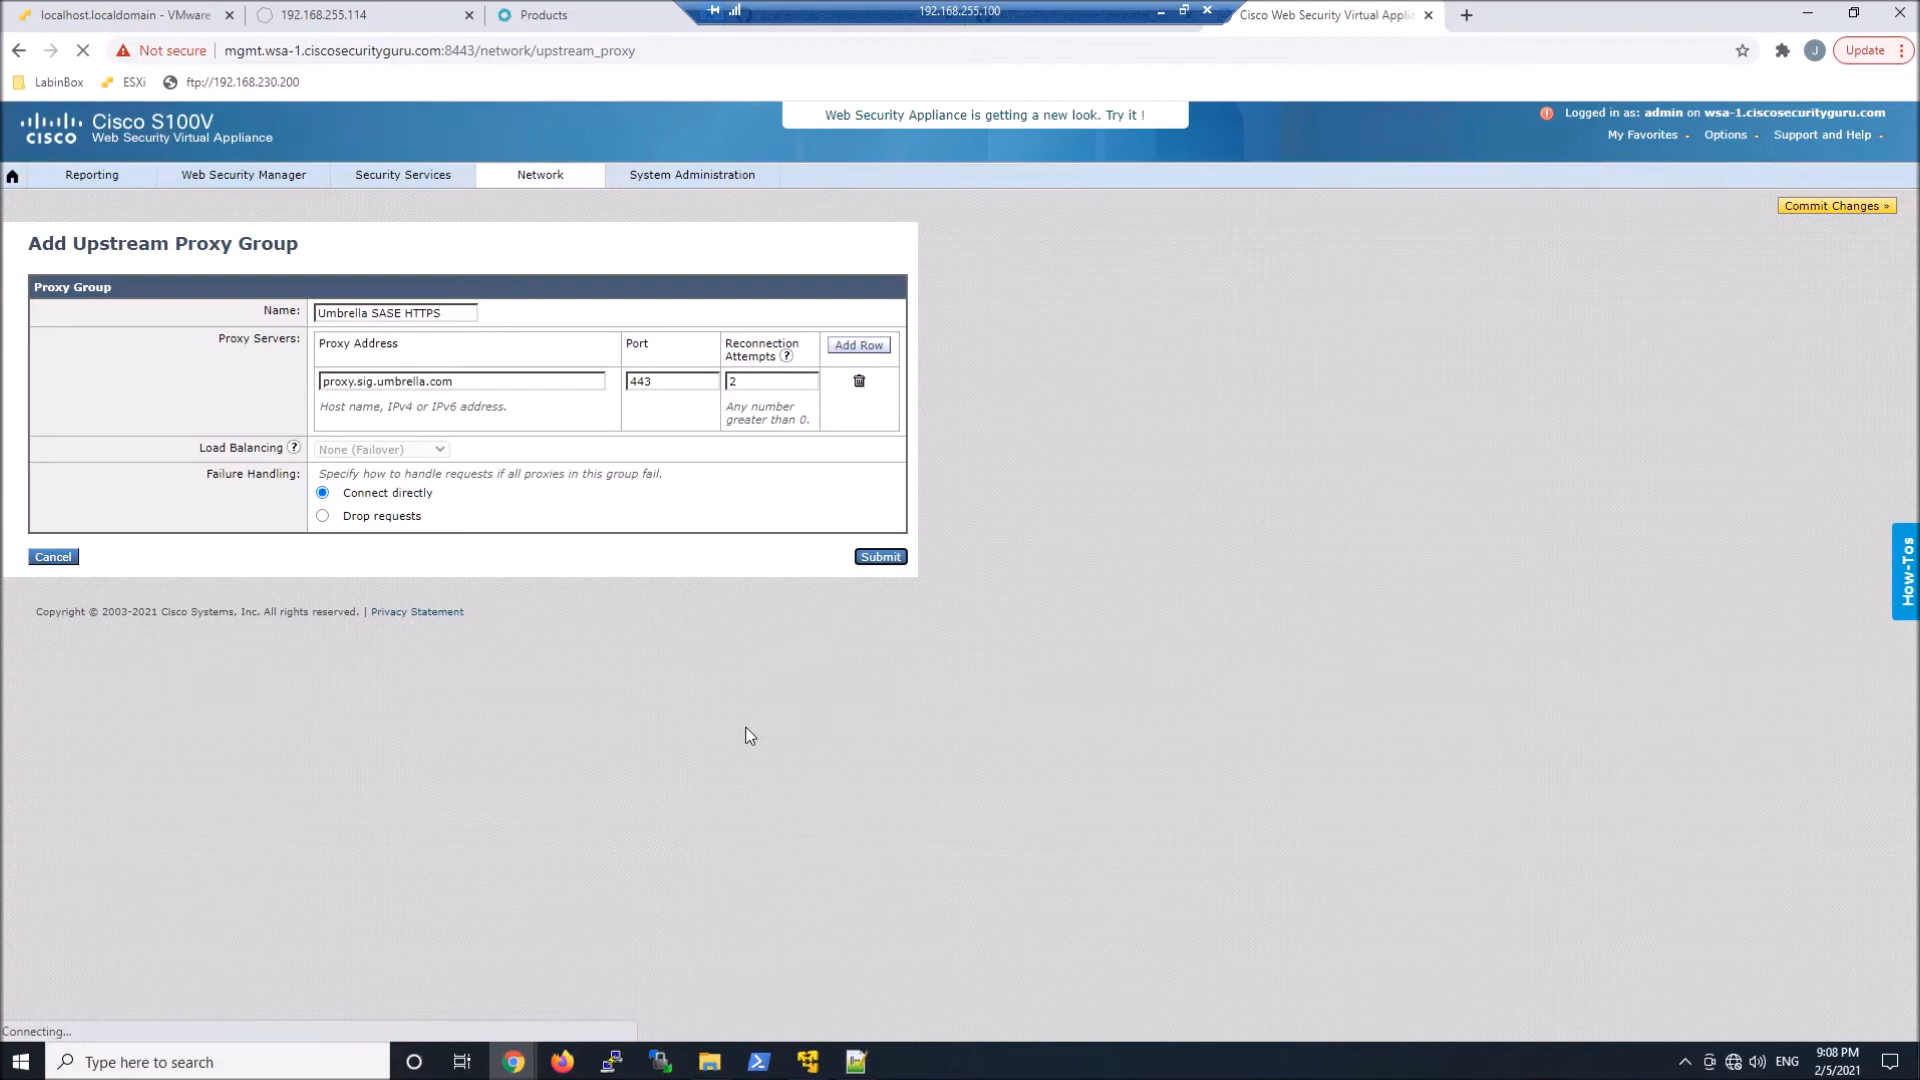 localhost.localdomain - VMware
192.168.255.114
Products
192.168.255.100
Cisco Web Security Virtual Applia
Not secure
mgmt.wsa-1.ciscosecurityguru.com:8443/network/upstream_proxy
J
Update
LabinBox
ESXi
ftp://192.168.230.200
CISCO
Cisco S100V
Web Security Virtual Appliance
Web Security Appliance is getting a new look. Try it !
Logged in as: admin on wsa-1.ciscosecurityguru.com
My Favorites
Options
Support and Help
Reporting
Web Security Manager
Security Services
Network
System Administration
Commit Changes »
Add Upstream Proxy Group
Proxy Group
Name:
Umbrella SASE HTTPS
Proxy Servers:
Proxy Address
Port
Reconnection
Attempts ?
Add Row
proxy.sig.umbrella.com
443
2
Host name, IPv4 or IPv6 address.
Any number
greater than 0.
Load Balancing ?
None (Failover)
Failure Handling:
Specify how to handle requests if all proxies in this group fail.
Connect directly
Drop requests
Cancel
Submit
How-Tos
Copyright © 2003-2021 Cisco Systems, Inc. All rights reserved. | Privacy Statement
Connecting...
Type here to search
ENG
9:08 PM
2/5/2021